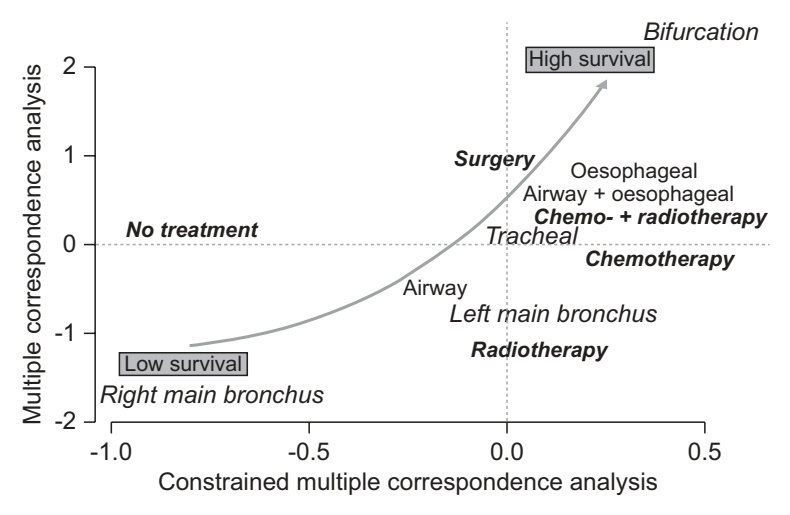 Bifurcation
High survival
2
1
0
-1
-2
Multiple correspondence analysis
Surgery
Oesophageal
Airway + oesophageal
Chemo- + radiotherapy
No treatment
Tracheal
Chemotherapy
Airway
Left main bronchus
Radiotherapy
Low survival
Right main bronchus
-1.0 -0.5 0.0 0.5
Constrained multiple correspondence analysis